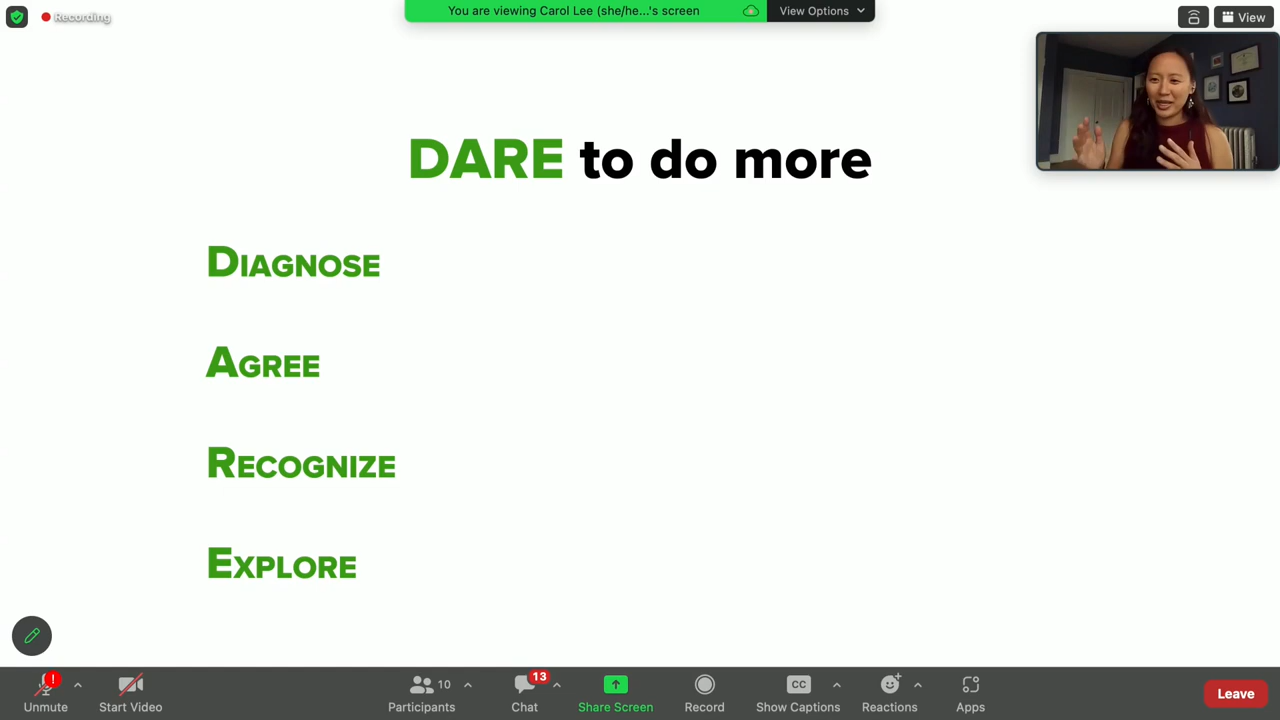 Recording
You are viewing Carol Lee (she/he...'s screen
View Options
View
DARE to do more
DIAGNOSE
AGREE
RECOGNIZE
EXPLORE
!
Unmute
Start Video
10
Participants
13
Chat
Share Screen
Record
CC
Show Captions
Reactions
Apps
Leave